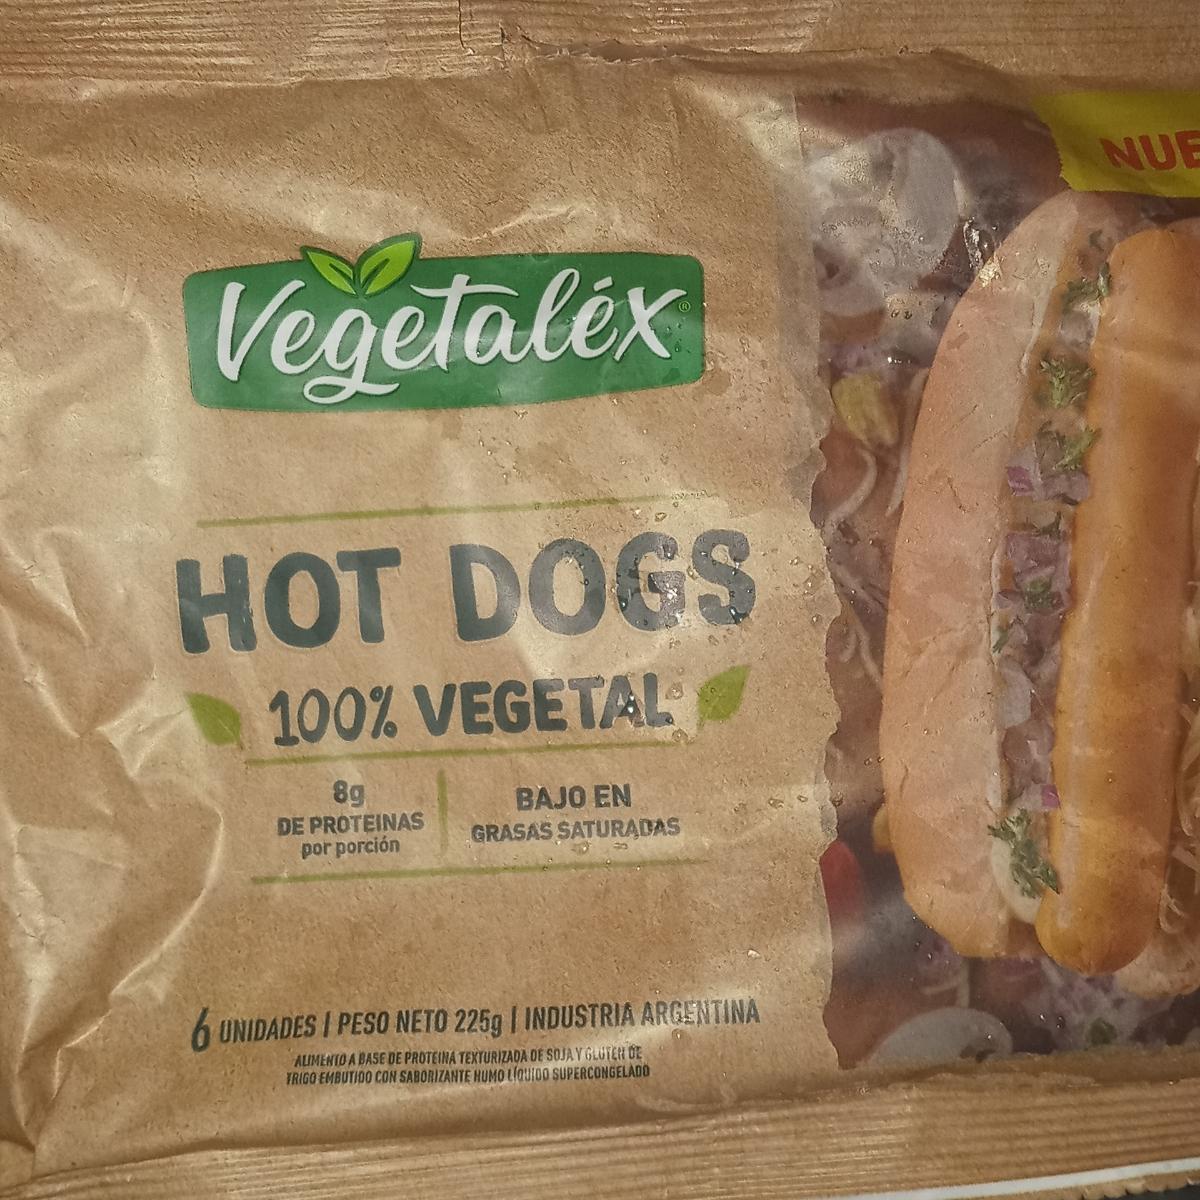 NUE
Vegetaléx®
HOT DOGS
100% VEGETAL
8g
DE PROTEINAS
por porción
BAJO EN
GRASAS SATURADAS
6 UNIDADES | PESO NETO 225g | INDUSTRIA ARGENTINA
ALIMENTO A BASE DE PROTEINA TEXTURIZADA DE SOJA Y GLUTEN DE
TRIGO EMBUTIDO CON SABORIZANTE HUMO LÍQUIDO SUPERCONGELADO